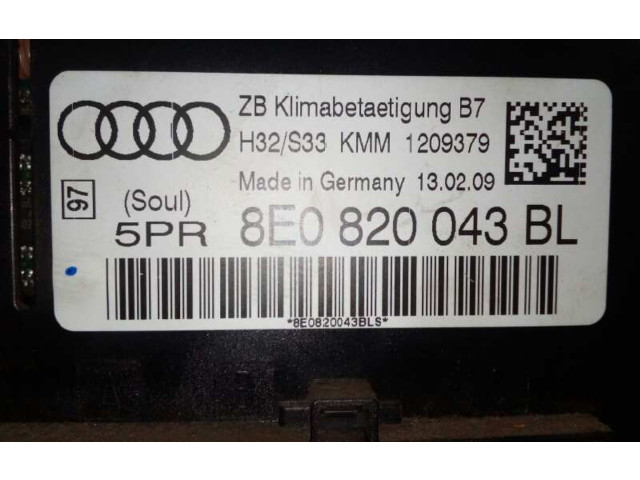 ZB Klimabetaetigung B7
H32/S33 KMM 1209379
Made in Germany 13.02.09
97
(Soul)
5PR 8E0 820 043 BL
*8E0820043BLS*